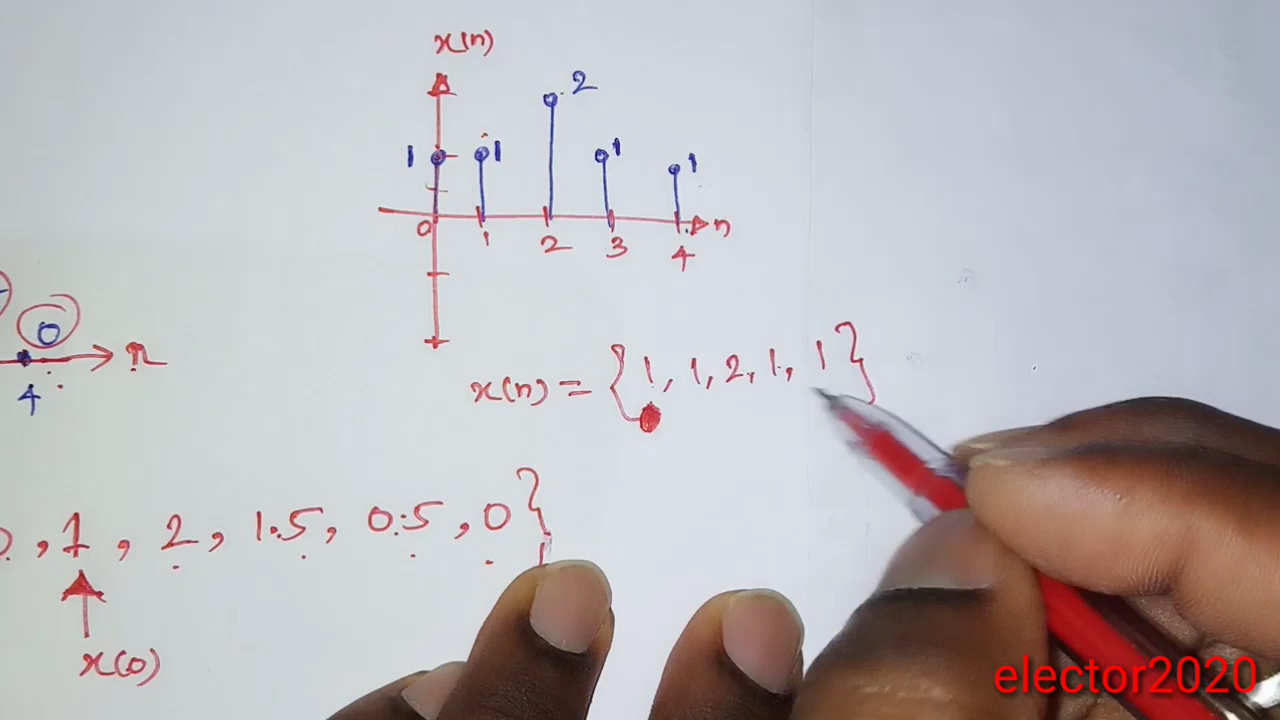 x(n)
2
1 1 1 1
0 1 2 3 4 n
0 n
4
x(n) = { 1, 1, 2, 1, 1 }
, 1, 2, 1.5, 0.5, 0 }
x(0)
elector2020